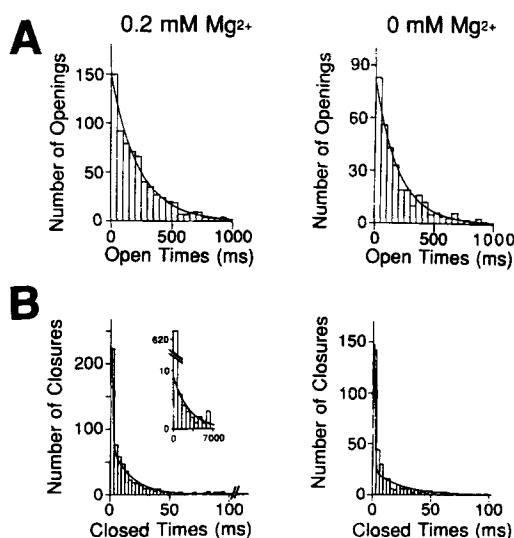 A
0.2 mM Mg2+
0 mM Mg2+
Number of Openings
150
100
50
0
0 500 1000
Open Times (ms)
Number of Openings
90
60
30
0
0 500 1000
Open Times (ms)
B
Number of Closures
200
100
0
0 50 100
Closed Times (ms)
620
10
0
0 7000
Number of Closures
150
100
50
0
0 50 100
Closed Times (ms)